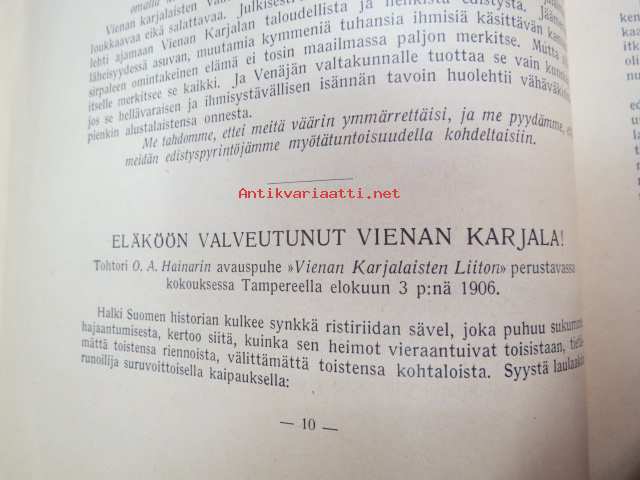 omalla
Vienan karjalaisten
loukkaavaa eikä salattavaa. Julkisesti
lehti ajamaan Vienan Karjalan taloudellista ja henkistä edistystä. Jäämeren
läheisyydessä asuvan, muutamia kymmeniä tuhansia ihmisiä käsittävän
sirpaleen omintakeinen elämä ei tosin maailmassa paljon merkitse. Mutta
itselle merkitsee se kaikki. Ja Venäjän valtakunnalle tuottaa se vain
jos se hellävaraisen ja ihmisystävällisen isännän tavoin huolehtii
pienkin alustalaistensa onnesta.
Me tahdomme, ettei meitä väärin ymmärrettäisi, ja me pyydämme,
meidän edistyspyrintöjämme myötätuntoisuudella kohdeltaisiin.
Antikvariaatti.net
ELÄKÖÖN VALVEUTUNUT VIENAN KARJALA!
Tohtori O. A. Hainarin avauspuhe »Vienan Karjalaisten Liiton» perustavassa
kokouksessa Tampereella elokuun 3 p:nä 1906.
Halki Suomen historian kulkee synkkä ristiriidan sävel, joka puhuu
hajaantumisesta, kertoo siitä, kuinka sen heimot vieraantuivat toisistaan,
mättä toistensa riennoista, välittämättä toistensa kohtaloista. Syystä laulaakin
runoilija suruvoittoisella kaipauksella:
— 10 —